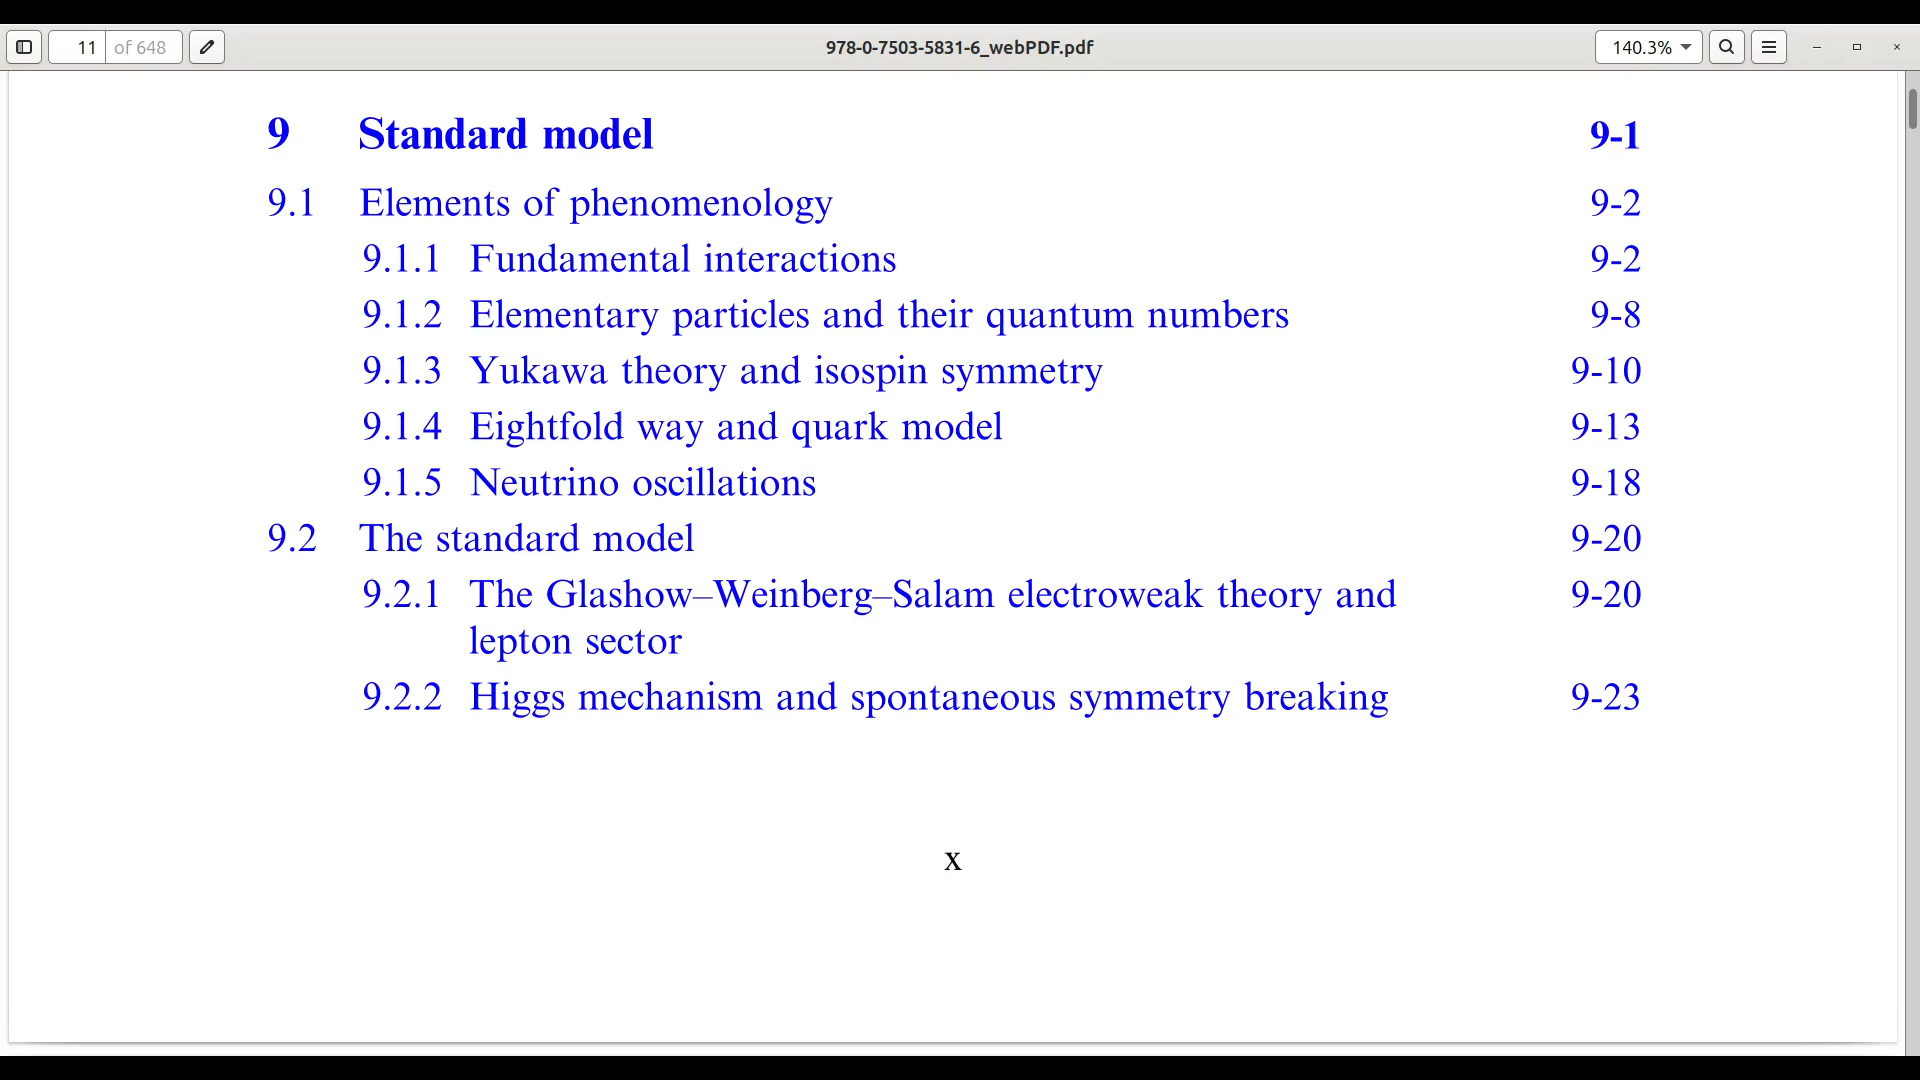 11 of 648
978-0-7503-5831-6_webPDF.pdf
140.3%
9 Standard model 9-1
9.1 Elements of phenomenology 9-2
9.1.1 Fundamental interactions 9-2
9.1.2 Elementary particles and their quantum numbers 9-8
9.1.3 Yukawa theory and isospin symmetry 9-10
9.1.4 Eightfold way and quark model 9-13
9.1.5 Neutrino oscillations 9-18
9.2 The standard model 9-20
9.2.1 The Glashow–Weinberg–Salam electroweak theory and 9-20
lepton sector
9.2.2 Higgs mechanism and spontaneous symmetry breaking 9-23
x